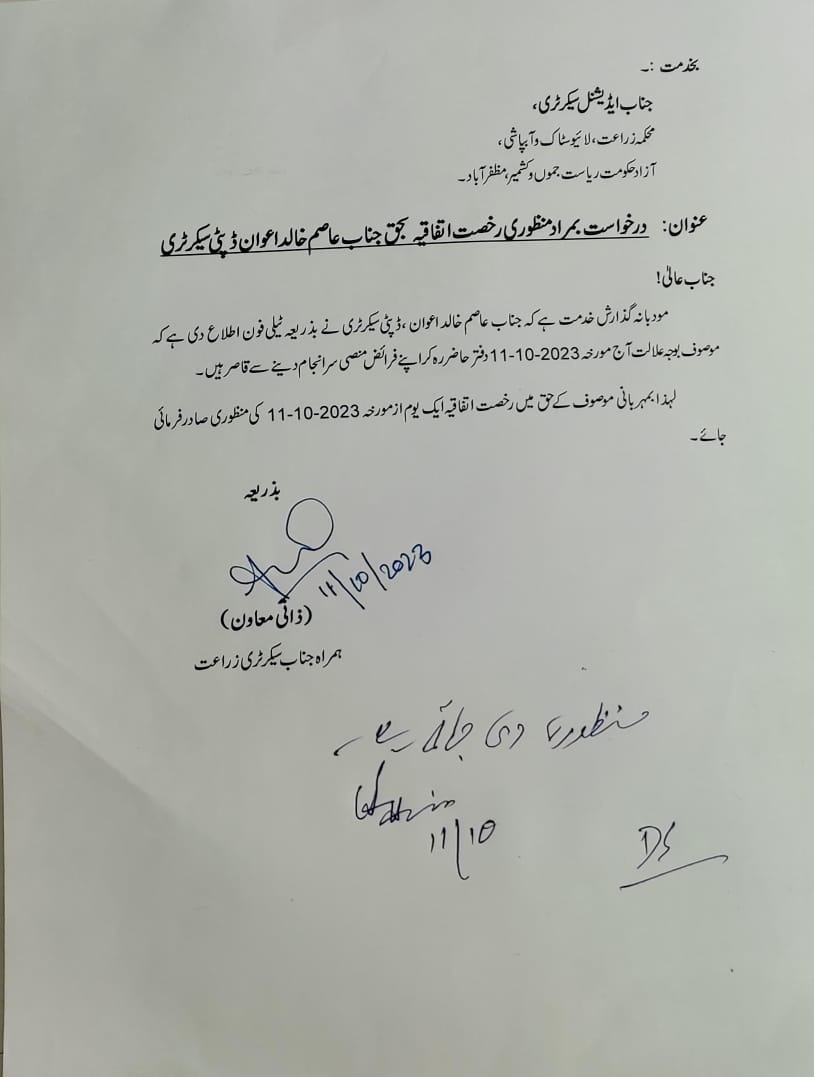 بخدمت :۔
جناب ایڈیشنل سیکرٹری،
محکمہ زراعت، لائیوسٹاک و آبپاشی،
آزاد حکومت ریاست جموں و کشمیر، مظفرآباد۔
عنوان: درخواست بمراد منظوری رخصت اتفاقیہ بحق جناب عاصم خالد اعوان ڈپٹی سیکرٹری
جناب عالیٰ!
مودبانہ گذارش خدمت ہے کہ جناب عاصم خالد اعوان ، ڈپٹی سیکرٹری نے بذریعہ ٹیلی فون اطلاع دی ہے کہ
موصوف بوجہ علالت آج مورخہ 11-10-2023 دفتر حاضر رہ کر اپنے فرائض منصبی سرانجام دینے سے قاصر ہیں۔
لہذا بمہربانی موصوف کے حق میں رخصت اتفاقیہ ایک یوم از مورخہ 11-10-2023 کی منظوری صادر فرمائی
جائے۔
بذریعہ
11/10/2023
(ذاتی معاون)
ہمراہ جناب سیکرٹری زراعت
منظوری دی جاتی ہے۔
11/10
DS